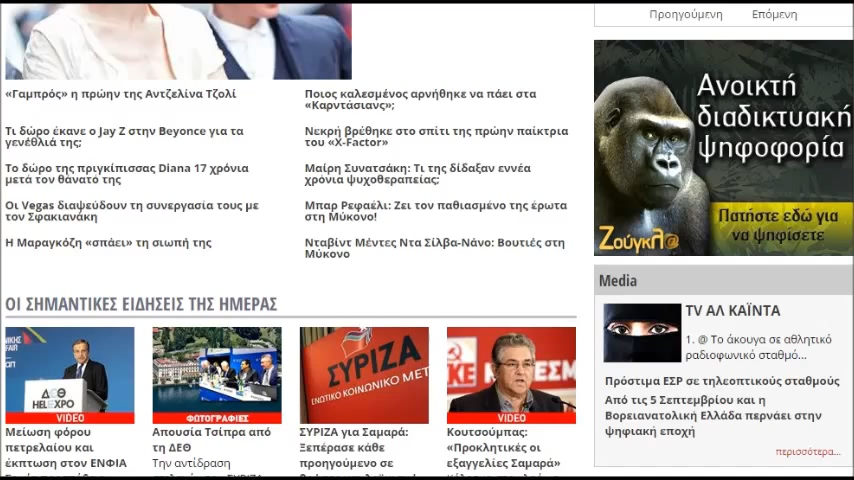 Προηγούμενη Επόμενη
«Γαμπρός» η πρώην της Αντζελίνα Τζολί
Τι δώρο έκανε ο Jay Z στην Beyonce για τα
γενέθλιά της;
Το δώρο της πριγκίπισσας Diana 17 χρόνια
μετά τον θάνατό της
Οι Vegas διαψεύδουν τη συνεργασία τους με
τον Σφακιανάκη
Η Μαραγκόζη «σπάει» τη σιωπή της
Ποιος καλεσμένος αρνήθηκε να πάει στα
«Καρντάσιανς»;
Νεκρή βρέθηκε στο σπίτι της πρώην παίκτρια
του «X-Factor»
Μαίρη Συνατσάκη: Τι της δίδαξαν εννέα
χρόνια ψυχοθεραπείας;
Μπαρ Ρεφαέλι: Ζει τον παθιασμένο της έρωτα
στη Μύκονο!
Νταβίντ Μέντες Ντα Σίλβα-Νάνο: Βουτιές στη
Μύκονο
Ανοικτή
διαδικτυακή
ψηφοφορία
Πατήστε εδώ για
να ψηφίσετε
Ζούγκλ@
Media
TV ΑΛ ΚΑΪΝΤΑ
1. @ Το άκουγα σε αθλητικό
ραδιοφωνικό σταθμό...
Πρόστιμα ΕΣΡ σε τηλεοπτικούς σταθμούς
Από τις 5 Σεπτεμβρίου και η
Βορειανατολική Ελλάδα περνάει στην
ψηφιακή εποχή
περισσότερα...
ΟΙ ΣΗΜΑΝΤΙΚΕΣ ΕΙΔΗΣΕΙΣ ΤΗΣ ΗΜΕΡΑΣ
ΔΕΘ
HELEXPO
VIDEO
Μείωση φόρου
πετρελαίου και
έκπτωση στον ΕΝΦΙΑ
ΦΩΤΟΓΡΑΦΙΕΣ
Απουσία Τσίπρα από
τη ΔΕΘ
Την αντίδραση
ΣΥΡΙΖΑ
ΕΝΩΤΙΚΟ ΚΟΙΝΩΝΙΚΟ ΜΕΤ
ΣΥΡΙΖΑ για Σαμαρά:
Ξεπέρασε κάθε
προηγούμενο σε
ΚΕ
VIDEO
Κουτσούμπας:
«Προκλητικές οι
εξαγγελίες Σαμαρά»